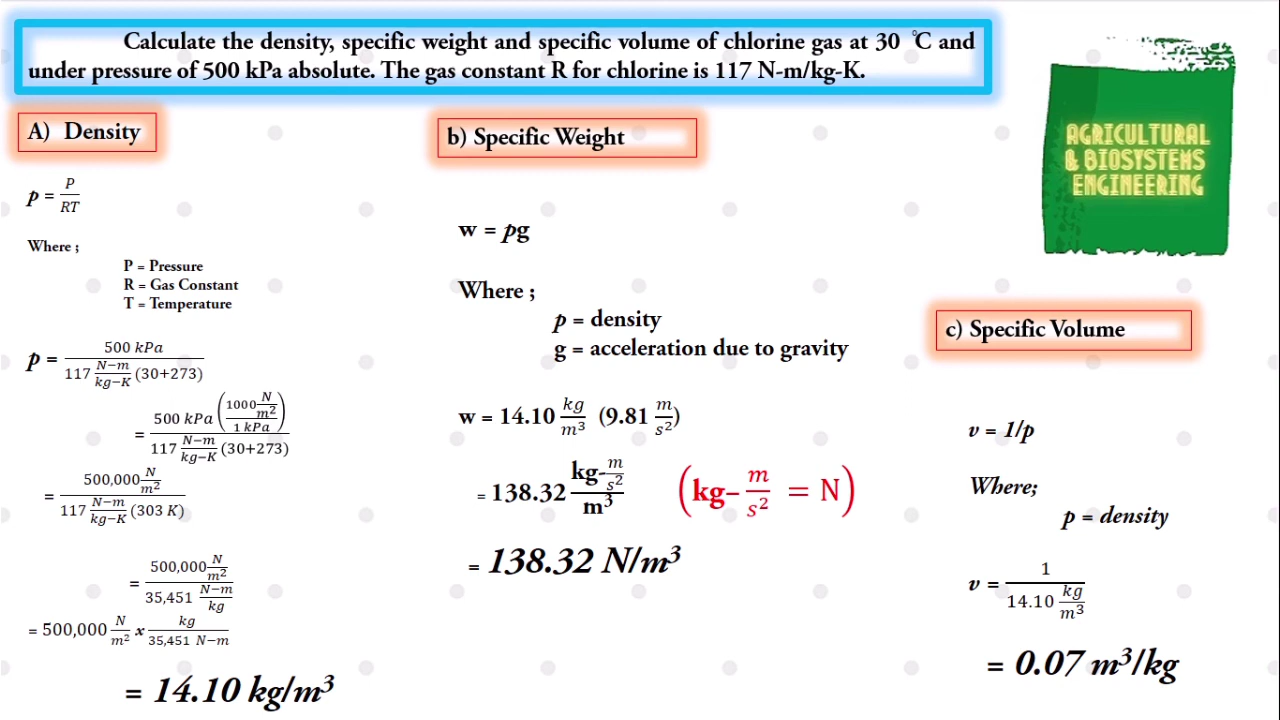 Calculate the density, specific weight and specific volume of chlorine gas at 30 °C and
under pressure of 500 kPa absolute. The gas constant R for chlorine is 117 N-m/kg-K.
A) Density
p = P/RT
Where ;
P = Pressure
R = Gas Constant
T = Temperature
p = 500 kPa / 117 N−m/kg−K (30+273)
= 500 kPa (1000 N/m² / 1 kPa) / 117 N−m/kg−K (30+273)
= 500,000 N/m² / 117 N−m/kg−K (303 K)
= 500,000 N/m² / 35,451 N−m/kg
= 500,000 N/m² x kg / 35,451 N−m
= 14.10 kg/m³
b) Specific Weight
w = pg
Where ;
p = density
g = acceleration due to gravity
w = 14.10 kg/m³ (9.81 m/s²)
= 138.32 kg-m/s² / m³ (kg− m/s² = N)
= 138.32 N/m³
AGRICULTURAL
& BIOSYSTEMS
ENGINEERING
c) Specific Volume
v = 1/p
Where;
p = density
v = 1 / 14.10 kg/m³
= 0.07 m³/kg